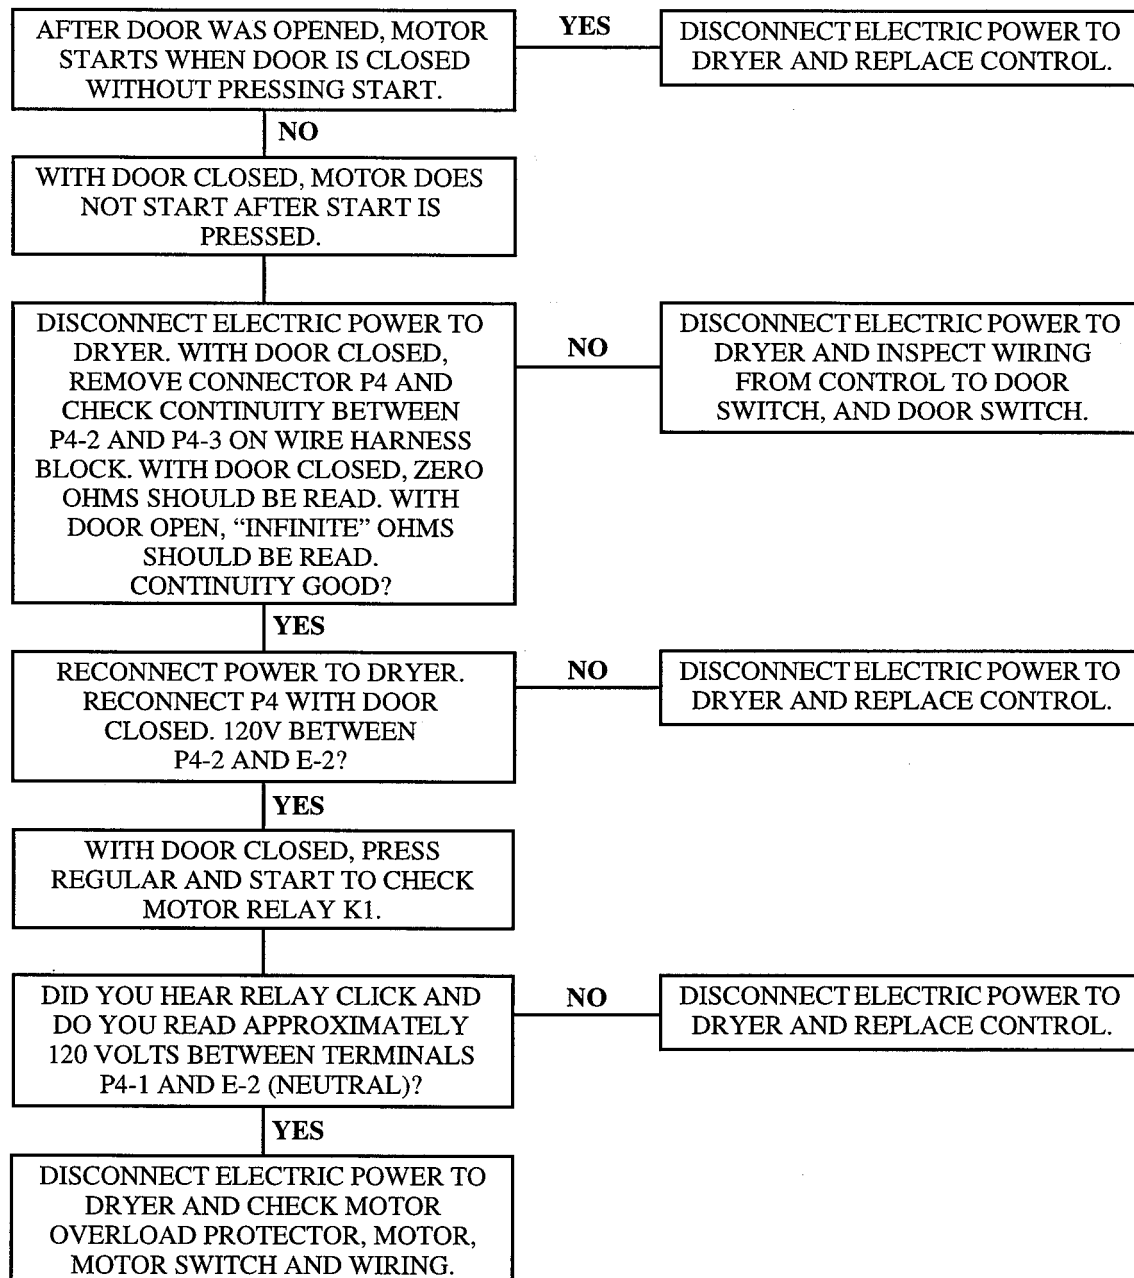 AFTER DOOR WAS OPENED, MOTOR
STARTS WHEN DOOR IS CLOSED
WITHOUT PRESSING START.
YES
DISCONNECT ELECTRIC POWER TO
DRYER AND REPLACE CONTROL.
NO
WITH DOOR CLOSED, MOTOR DOES
NOT START AFTER START IS
PRESSED.
DISCONNECT ELECTRIC POWER TO
DRYER. WITH DOOR CLOSED,
REMOVE CONNECTOR P4 AND
CHECK CONTINUITY BETWEEN
P4-2 AND P4-3 ON WIRE HARNESS
BLOCK. WITH DOOR CLOSED, ZERO
OHMS SHOULD BE READ. WITH
DOOR OPEN, “INFINITE” OHMS
SHOULD BE READ.
CONTINUITY GOOD?
NO
DISCONNECT ELECTRIC POWER TO
DRYER AND INSPECT WIRING
FROM CONTROL TO DOOR
SWITCH, AND DOOR SWITCH.
YES
RECONNECT POWER TO DRYER.
RECONNECT P4 WITH DOOR
CLOSED. 120V BETWEEN
P4-2 AND E-2?
NO
DISCONNECT ELECTRIC POWER TO
DRYER AND REPLACE CONTROL.
YES
WITH DOOR CLOSED, PRESS
REGULAR AND START TO CHECK
MOTOR RELAY K1.
DID YOU HEAR RELAY CLICK AND
DO YOU READ APPROXIMATELY
120 VOLTS BETWEEN TERMINALS
P4-1 AND E-2 (NEUTRAL)?
NO
DISCONNECT ELECTRIC POWER TO
DRYER AND REPLACE CONTROL.
YES
DISCONNECT ELECTRIC POWER TO
DRYER AND CHECK MOTOR
OVERLOAD PROTECTOR, MOTOR,
MOTOR SWITCH AND WIRING.